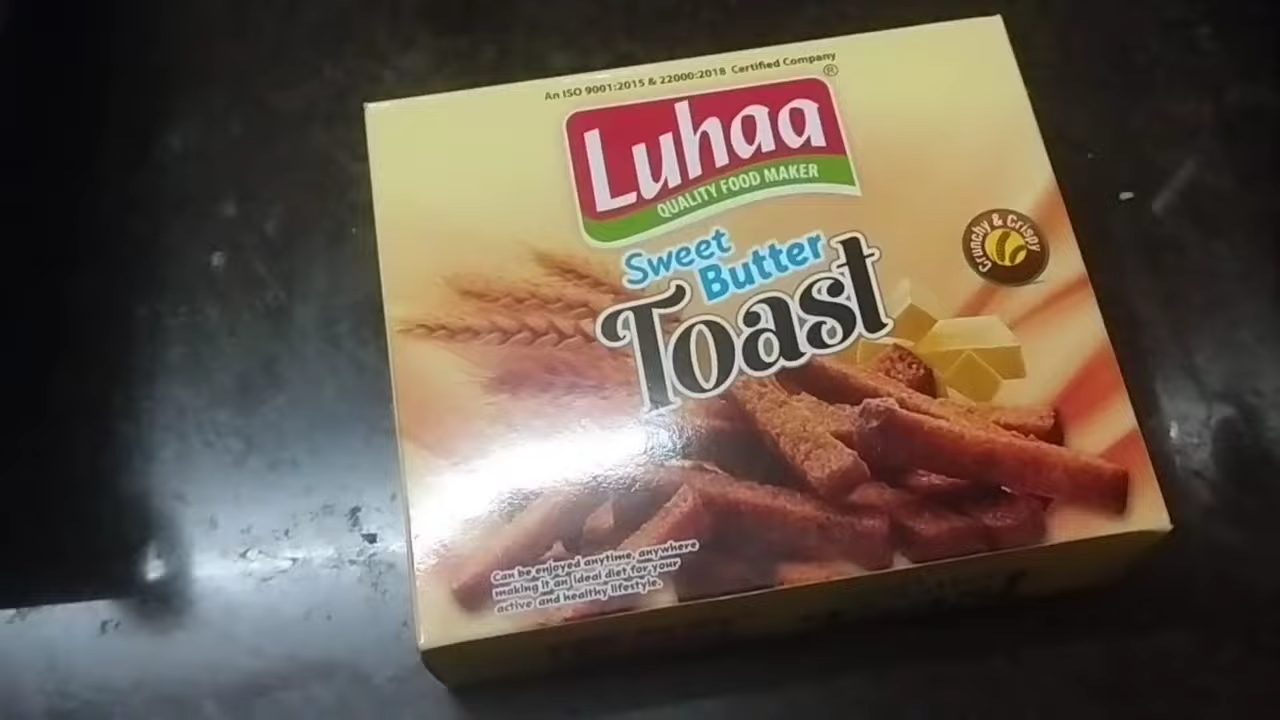 An ISO 9001:2015 & 22000:2018 Certified Company
Luhaa ®
QUALITY FOOD MAKER
Sweet
Butter
Toast
Crunchy & Crispy
Can be enjoyed anytime, anywhere
making it an ideal diet for your
active and healthy lifestyle.